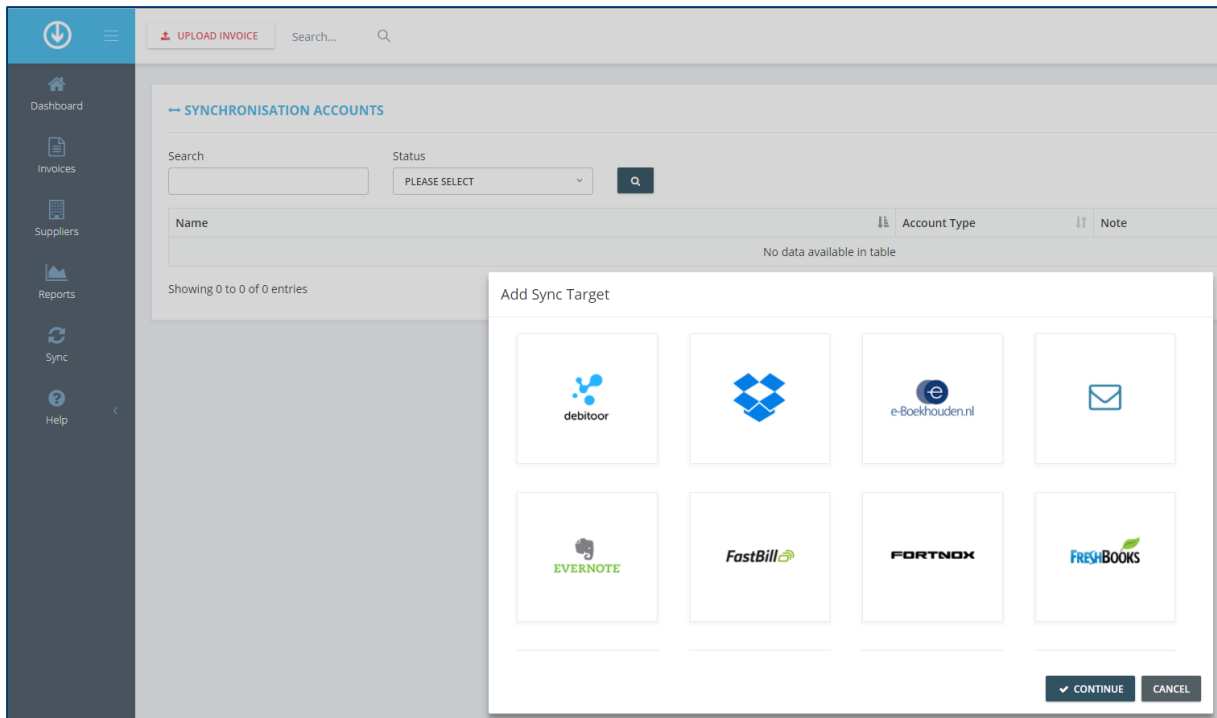 UPLOAD INVOICE
Search...
Dashboard
Invoices
Suppliers
Reports
Sync
Help
SYNCHRONISATION ACCOUNTS
Search
Status
PLEASE SELECT
Name
Account Type
Note
No data available in table
Showing 0 to 0 of 0 entries
Add Sync Target
debitoor
e
e-Boekhouden.nl
EVERNOTE
FastBill
FORTNOX
FRESHBOOKS
CONTINUE
CANCEL